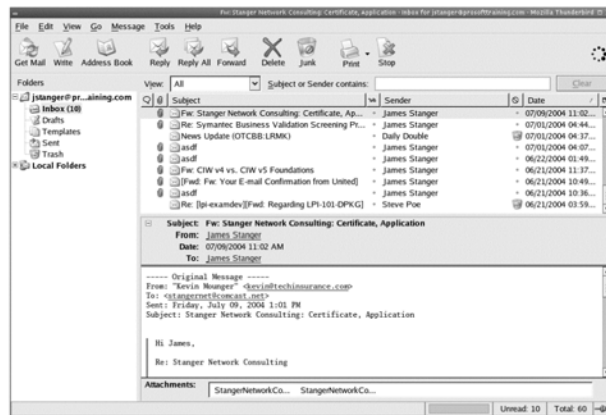 Fw: Stanger Network Consulting: Certificate, Application - Inbox for jstanger@prosofttraining.com - Mozilla Thunderbird
File Edit View Go Message Tools Help
Get Mail Write Address Book Reply Reply All Forward Delete Junk Print Stop
Folders View: All Subject or Sender contains: Clear
jstanger@pr...aining.com
Inbox (10)
Drafts
Templates
Sent
Trash
Local Folders
Subject Sender Date
Fw: Stanger Network Consulting: Certificate, Ap... James Stanger 07/09/2004 11:02...
Re: Symantec Business Validation Screening Pr... James Stanger 07/01/2004 04:44...
News Update (OTCBB:LRMK) Daily Double 07/01/2004 04:37...
asdf James Stanger 07/01/2004 04:07...
asdf James Stanger 06/22/2004 01:49...
Fw: CIW v4 vs. CIW v5 Foundations James Stanger 06/21/2004 11:37...
[Fwd: Fw: Your E-mail Confirmation from United] James Stanger 06/21/2004 10:49...
asdf James Stanger 06/21/2004 10:36...
Re: [lpi-examdev][Fwd: Regarding LPI-101-DPKG] Steve Poe 06/21/2004 03:59...
Subject: Fw: Stanger Network Consulting: Certificate, Application
From: James Stanger
Date: 07/09/2004 11:02 AM
To: James Stanger
----- Original Message -----
From: "Kevin Mounger" <kevin@techinsurance.com>
To: <stangernet@comcast.net>
Sent: Friday, July 09, 2004 1:01 PM
Subject: Stanger Network Consulting: Certificate, Application
Hi James,
Re: Stanger Network Consulting
Attachments: StangerNetworkCo... StangerNetworkCo...
Unread: 10 Total: 60